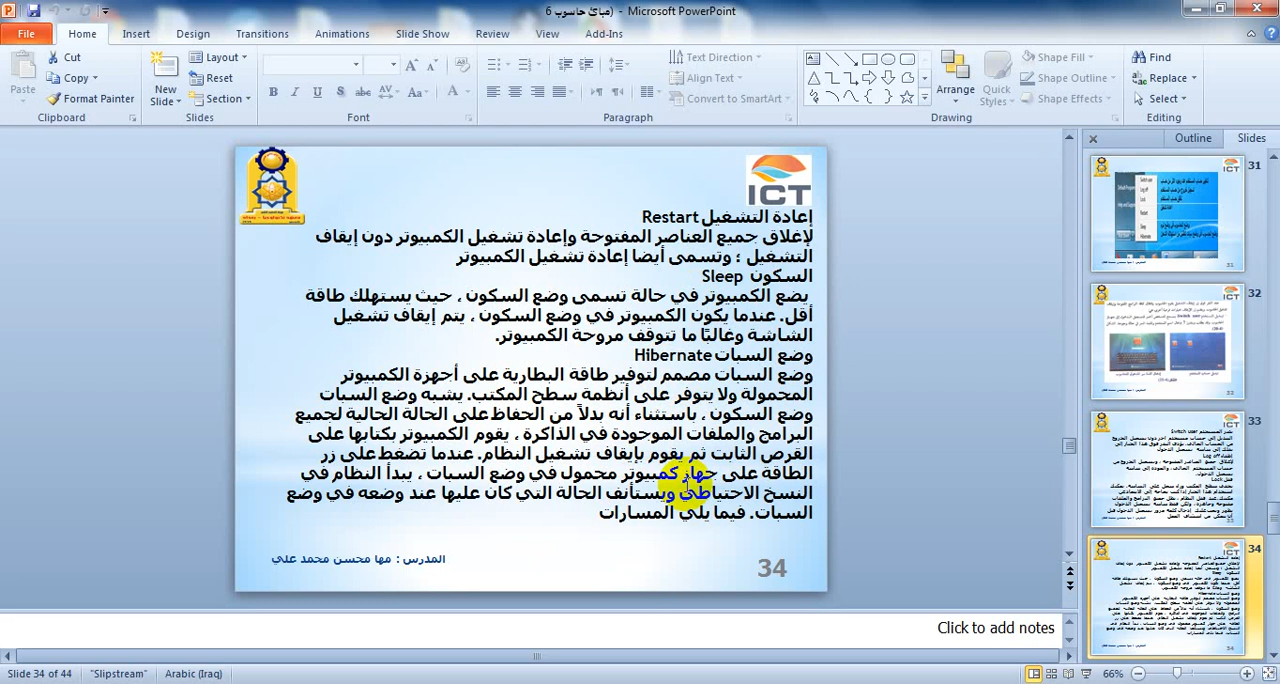 (مبائ حاسوب 6 - Microsoft PowerPoint
File Home Insert Design Transitions Animations Slide Show Review View Add-Ins
Paste
Cut
Copy
Format Painter
Clipboard
New Slide
Layout
Reset
Section
Slides
Font
Text Direction
Align Text
Convert to SmartArt
Paragraph
Arrange
Quick Styles
Shape Fill
Shape Outline
Shape Effects
Drawing
Find
Replace
Select
Editing
ICT
إعادة التشغيل Restart
لإغلاق جميع العناصر المفتوحة وإعادة تشغيل الكمبيوتر دون إيقاف
التشغيل ؛ وتسمى أيضا إعادة تشغيل الكمبيوتر
السكون Sleep
يضع الكمبيوتر في حالة تسمى وضع السكون ، حيث يستهلك طاقة
أقل. عندما يكون الكمبيوتر في وضع السكون ، يتم إيقاف تشغيل
الشاشة وغالبًا ما تتوقف مروحة الكمبيوتر.
وضع السبات Hibernate
وضع السبات مصمم لتوفير طاقة البطارية على أجهزة الكمبيوتر
المحمولة ولا يتوفر على أنظمة سطح المكتب. يشبه وضع السبات
وضع السكون ، باستثناء أنه بدلاً من الحفاظ على الحالة الحالية لجميع
البرامج والملفات الموجودة في الذاكرة ، يقوم الكمبيوتر بكتابها على
القرص الثابت ثم يقوم بإيقاف تشغيل النظام. عندما تضغط على زر
الطاقة على جهاز كمبيوتر محمول في وضع السبات ، يبدأ النظام في
النسخ الاحتياطي ويستأنف الحالة التي كان عليها عند وضعه في وضع
السبات. فيما يلي المسارات
المدرس : مها محسن محمد علي
34
Outline Slides
31
32
33
34
Click to add notes
Slide 34 of 44 "Slipstream" Arabic (Iraq) 66%